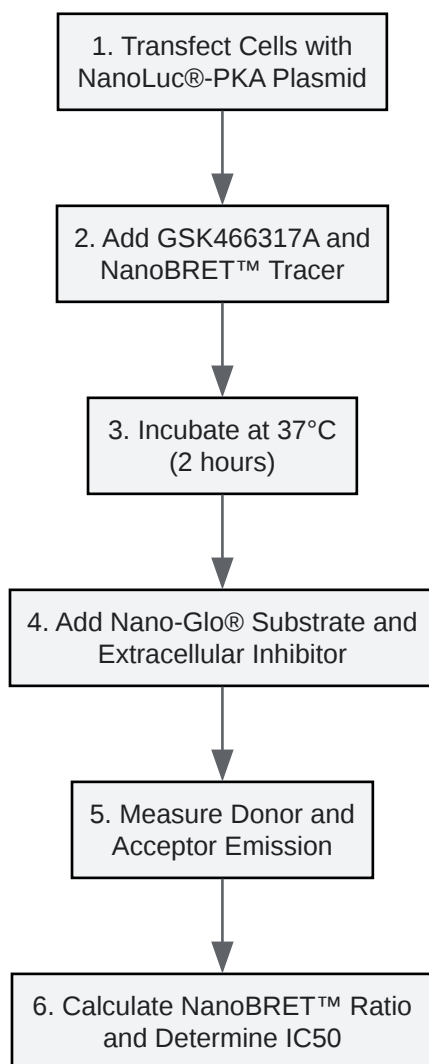 1. Transfect Cells with
NanoLuc®-PKA Plasmid
2. Add GSK466317A and
NanoBRET™ Tracer
3. Incubate at 37°C
(2 hours)
4. Add Nano-Glo® Substrate and
Extracellular Inhibitor
5. Measure Donor and
Acceptor Emission
6. Calculate NanoBRET™ Ratio
and Determine IC50